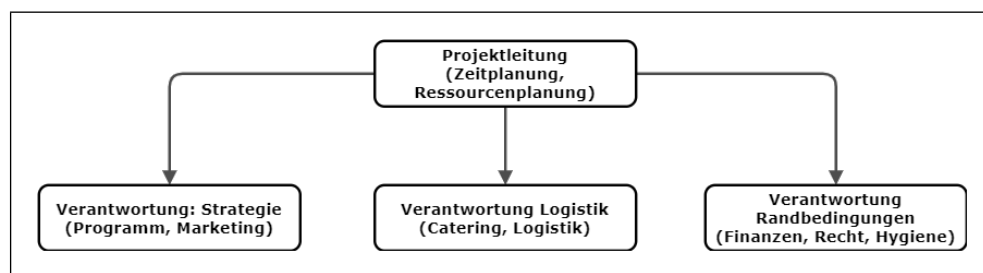 Projektleitung
(Zeitplanung,
Ressourcenplanung)
Verantwortung: Strategie
(Programm, Marketing)
Verantwortung Logistik
(Catering, Logistik)
Verantwortung
Randbedingungen
(Finanzen, Recht, Hygiene)